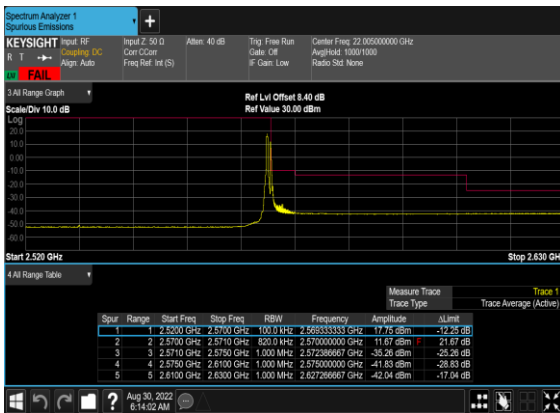 Spectrum Analyzer 1
Spurious Emissions
KEYSIGHT Input: RF Input Z: 50 Ω Atten: 40 dB Trig: Free Run Center Freq: 22.005000000 GHz
R T Coupling: DC Corr CCorr Gate: Off Avg|Hold: 1000/1000
Align: Auto Freq Ref: Int (S) IF Gain: Low Radio Std: None
FAIL
3 All Range Graph
Ref Lvl Offset 8.40 dB
Scale/Div 10.0 dB Ref Value 30.00 dBm
Log
20.0
10.0
0.00
-10.0
-20.0
-30.0
-40.0
-50.0
-60.0
Start 2.520 GHz Stop 2.630 GH
4 All Range Table
Measure Trace Trace 1
Trace Type Trace Average (Active)
Spur Range Start Freq Stop Freq RBW Frequency Amplitude ΔLimit
1 1 2.5200 GHz 2.5700 GHz 100.0 kHz 2.569333333 GHz 17.75 dBm -12.25 dB
2 2 2.5700 GHz 2.5710 GHz 820.0 kHz 2.570000000 GHz 11.67 dBm F 21.67 dB
3 3 2.5710 GHz 2.5750 GHz 1.000 MHz 2.572386667 GHz -35.26 dBm -25.26 dB
4 4 2.5750 GHz 2.6100 GHz 1.000 MHz 2.575000000 GHz -41.83 dBm -28.83 dB
5 5 2.6100 GHz 2.6300 GHz 1.000 MHz 2.627266667 GHz -42.04 dBm -17.04 dB
Aug 30, 2022
6:14:02 AM